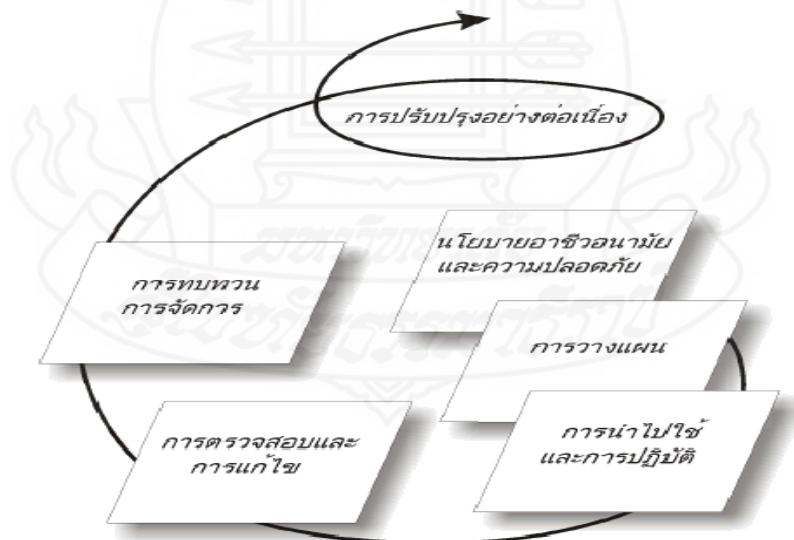 การปรับปรุงอย่างต่อเนื่อง
นโยบายอาชีวอนามัย
และความปลอดภัย
การวางแผน
การนำไปใช้
และการปฏิบัติ
การตรวจสอบและ
การแก้ไข
การทบทวน
การจัดการ